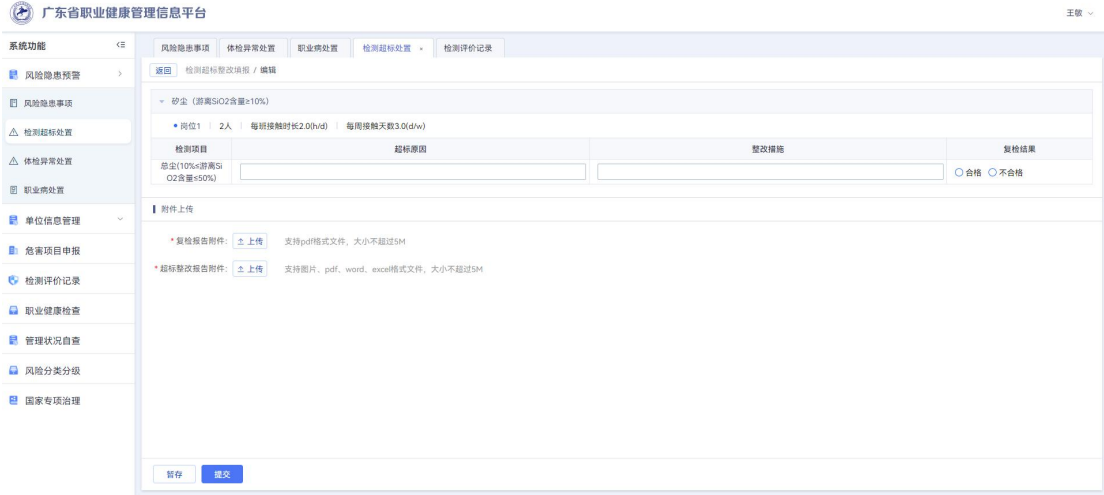 广东省职业健康管理信息平台
王敏
系统功能
风险隐患预警
风险隐患事项
检测超标处置
体检异常处置
职业病处置
单位信息管理
危害项目申报
检测评价记录
职业健康检查
管理状况自查
风险分类分级
国家专项治理
风险隐患事项 体检异常处置 职业病处置 检测超标处置 × 检测评价记录
返回 检测超标整改填报 / 编辑
矽尘（游离SiO2含量≥10%）
岗位1 | 2人 | 每班接触时长2.0(h/d) | 每周接触天数3.0(d/w)
检测项目 超标原因 整改措施 复检结果
总尘(10%≤游离Si
O2含量≤50%) 合格 不合格
附件上传
*复检报告附件: 上传 支持pdf格式文件，大小不超过5M
*超标整改报告附件: 上传 支持图片、pdf、word、excel格式文件，大小不超过5M
暂存 提交